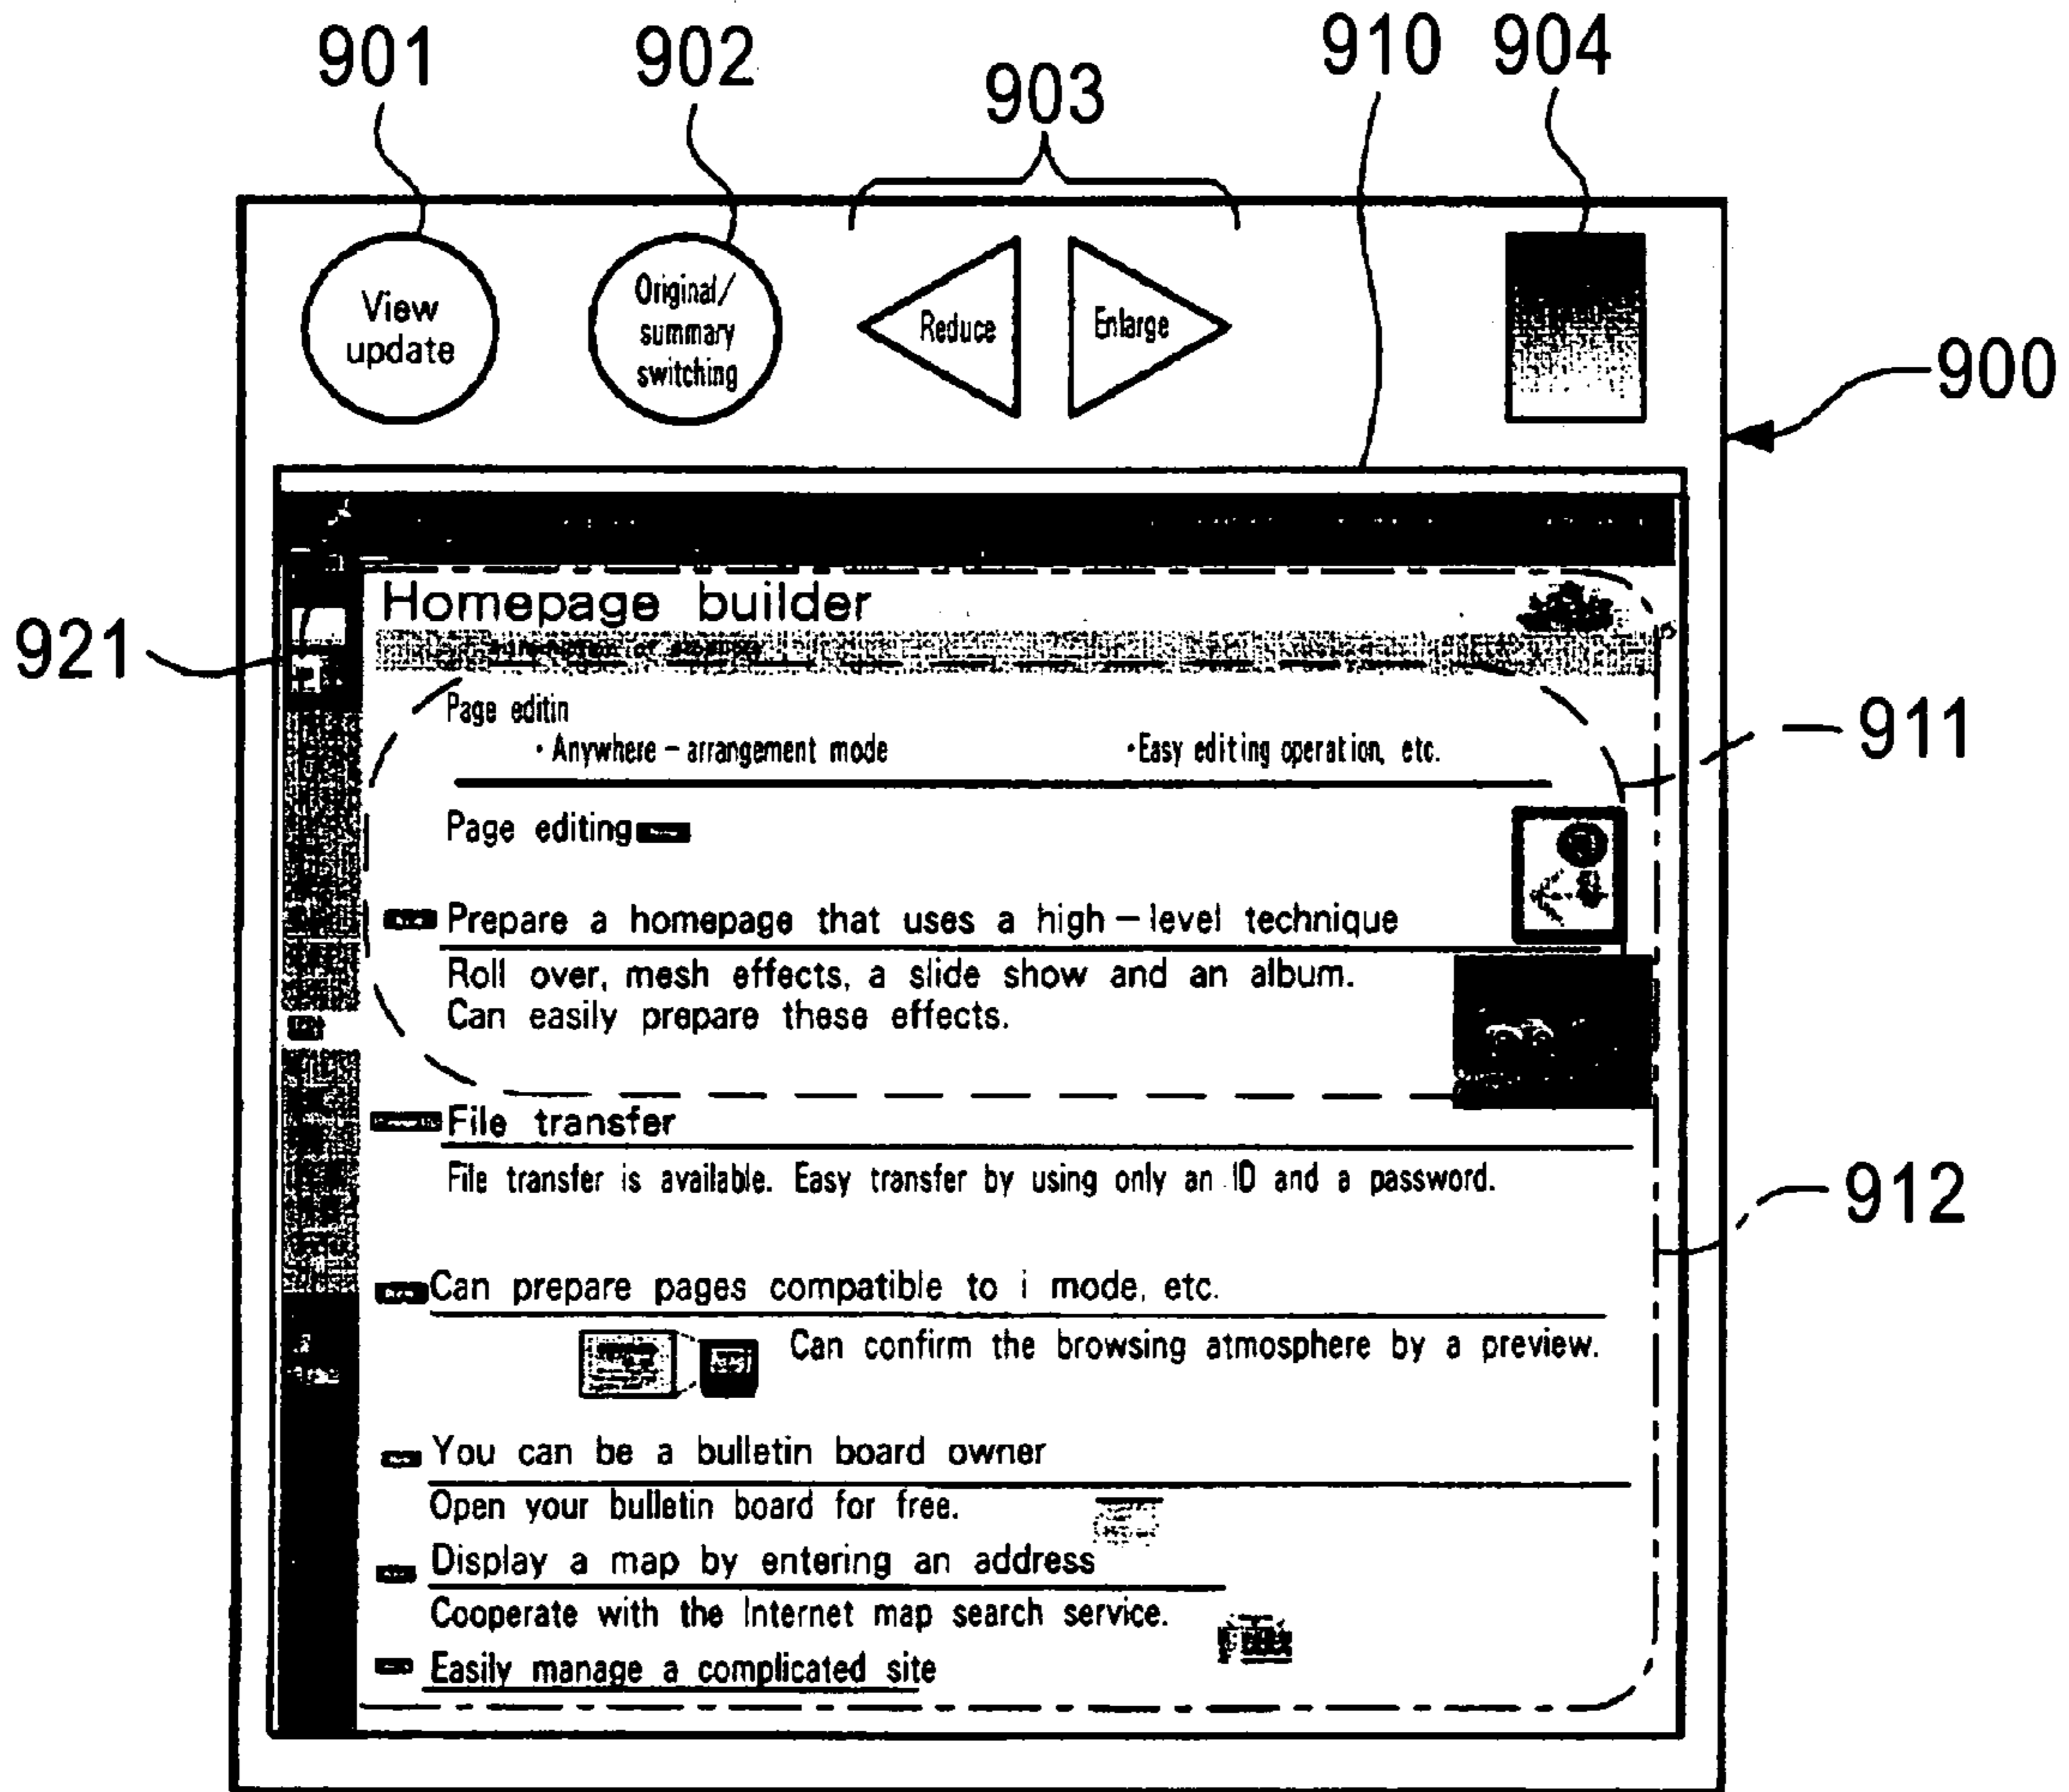 901
902
903
910
904
View
update
Original/
summary
switching
Reduce
Enlarge
900
Homepage builder
921
Page editin
· Anywhere – arrangement mode
· Easy editing operation, etc.
911
Page editing
Prepare a homepage that uses a high – level technique
Roll over, mesh effects, a slide show and an album.
Can easily prepare these effects.
File transfer
File transfer is available. Easy transfer by using only an ID and a password.
912
Can prepare pages compatible to i mode, etc.
Can confirm the browsing atmosphere by a preview.
You can be a bulletin board owner
Open your bulletin board for free.
Display a map by entering an address
Cooperate with the Internet map search service.
Easily manage a complicated site